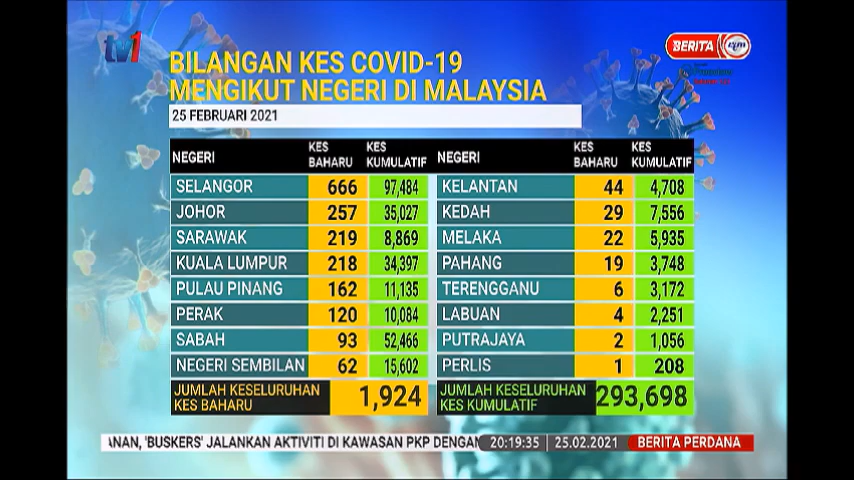 tv1
BERITA rtm
BILANGAN KES COVID-19
MENGIKUT NEGERI DI MALAYSIA
25 FEBRUARI 2021
NEGERI KES BAHARU KES KUMULATIF NEGERI KES BAHARU KES KUMULATIF
SELANGOR 666 97,484 KELANTAN 44 4,708
JOHOR 257 35,027 KEDAH 29 7,556
SARAWAK 219 8,869 MELAKA 22 5,935
KUALA LUMPUR 218 34,397 PAHANG 19 3,748
PULAU PINANG 162 11,135 TERENGGANU 6 3,172
PERAK 120 10,084 LABUAN 4 2,251
SABAH 93 52,466 PUTRAJAYA 2 1,056
NEGERI SEMBILAN 62 15,602 PERLIS 1 208
JUMLAH KESELURUHAN KES BAHARU 1,924 JUMLAH KESELURUHAN KES KUMULATIF 293,698
ANAN, 'BUSKERS' JALANKAN AKTIVITI DI KAWASAN PKP DENGAN 20:19:35 25.02.2021 BERITA PERDANA